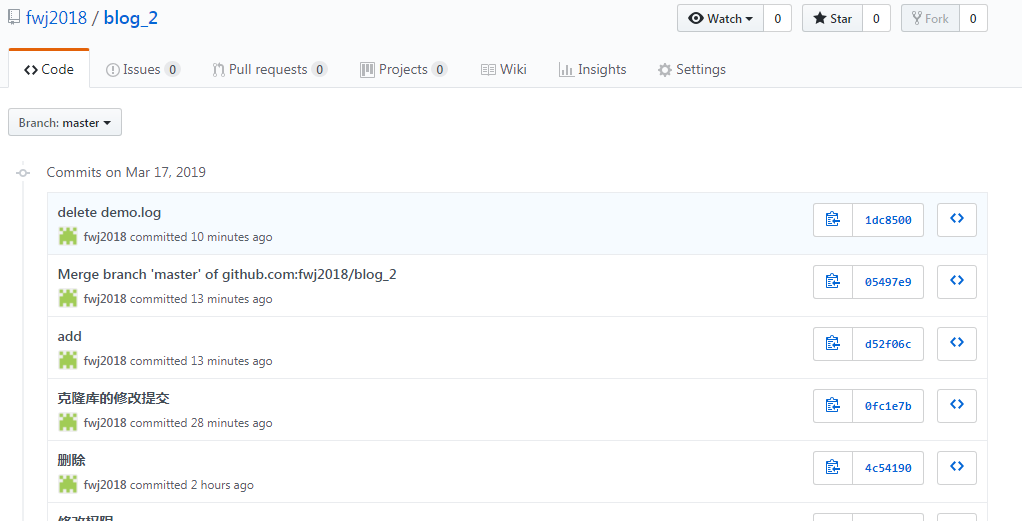 fwj2018 / blog_2
Watch 0 Star 0 Fork 0
Code Issues 0 Pull requests 0 Projects 0 Wiki Insights Settings
Branch: master
Commits on Mar 17, 2019
delete demo.log
fwj2018 committed 10 minutes ago
1dc8500
Merge branch 'master' of github.com:fwj2018/blog_2
fwj2018 committed 13 minutes ago
05497e9
add
fwj2018 committed 13 minutes ago
d52f06c
克隆库的修改提交
fwj2018 committed 28 minutes ago
0fc1e7b
删除
fwj2018 committed 2 hours ago
4c54190
修改权限